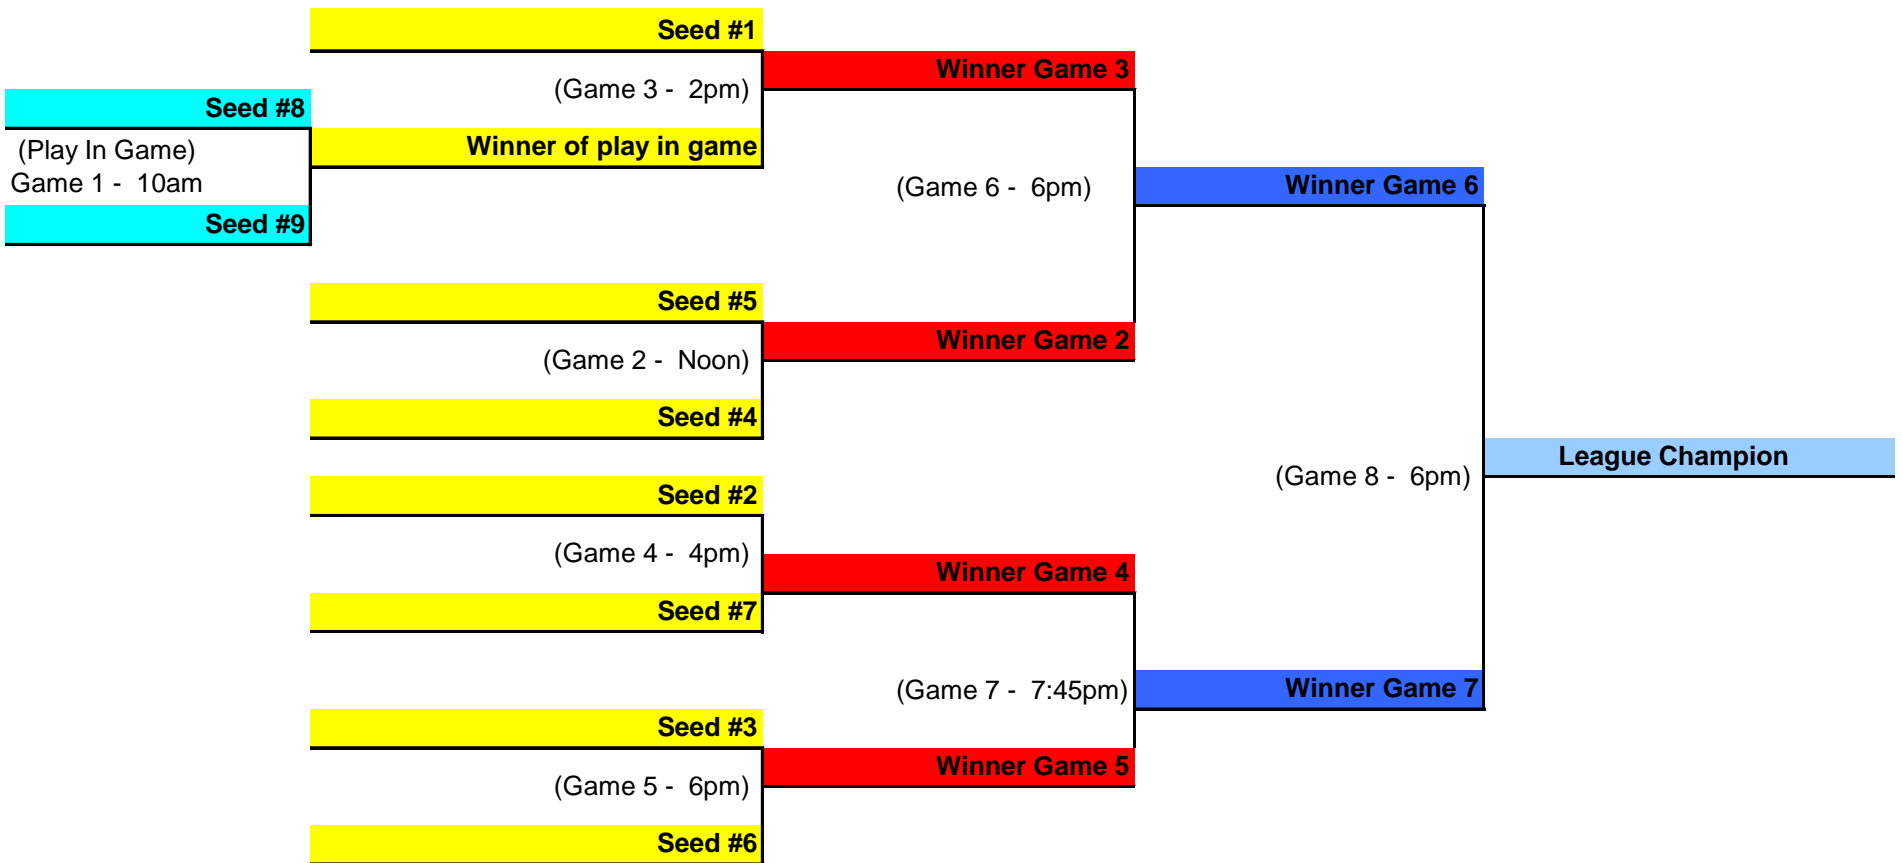 Seed #1
(Game 3 - 2pm)
Winner Game 3
Seed #8
(Play In Game)
Game 1 - 10am
Winner of play in game
Seed #9
(Game 6 - 6pm)
Winner Game 6
Seed #5
(Game 2 - Noon)
Winner Game 2
Seed #4
League Champion
(Game 8 - 6pm)
Seed #2
(Game 4 - 4pm)
Winner Game 4
Seed #7
(Game 7 - 7:45pm)
Winner Game 7
Seed #3
(Game 5 - 6pm)
Winner Game 5
Seed #6